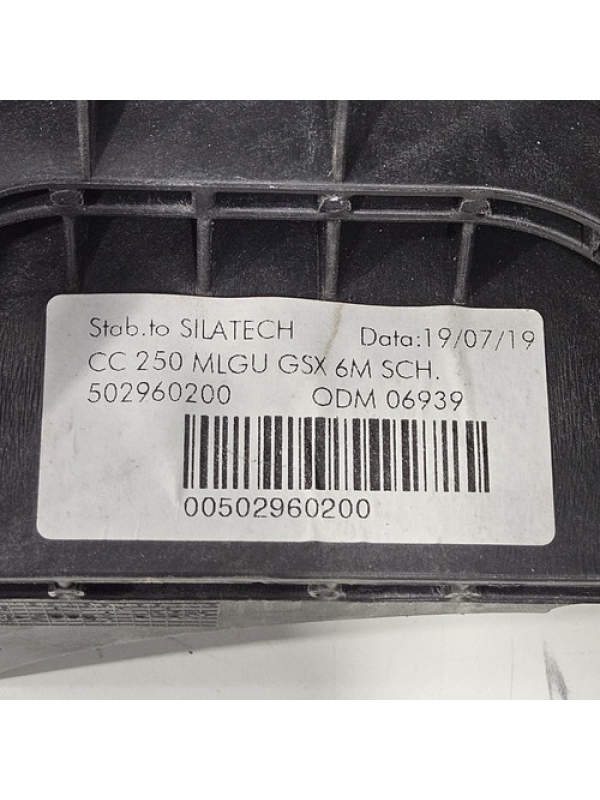 Stab.to SILATECH Data:19/07/19
CC 250 MLGU GSX 6M SCH.
502960200 ODM 06939
00502960200